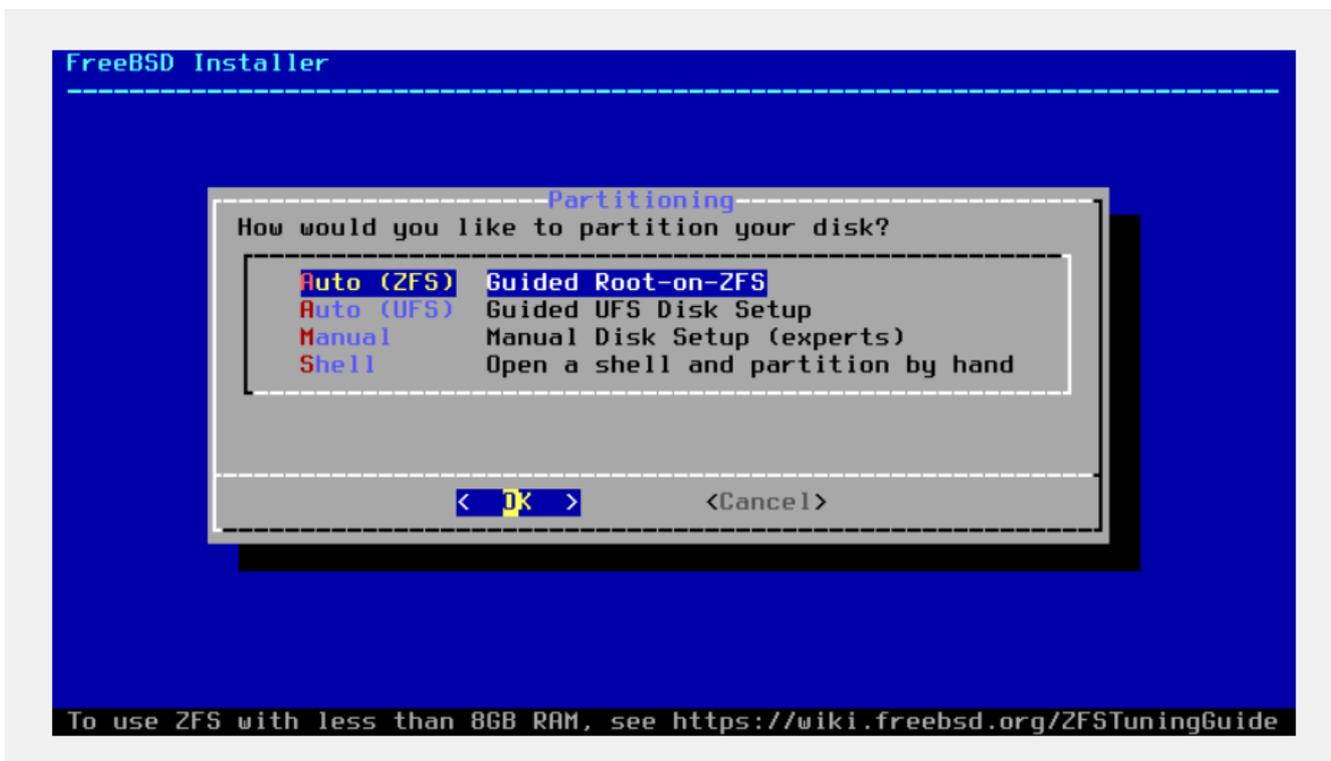 FreeBSD Installer
Partitioning
How would you like to partition your disk?
Auto (ZFS) Guided Root-on-ZFS
Auto (UFS) Guided UFS Disk Setup
Manual Manual Disk Setup (experts)
Shell Open a shell and partition by hand
< OK > <Cancel>
To use ZFS with less than 8GB RAM, see https://wiki.freebsd.org/ZFSTuningGuide